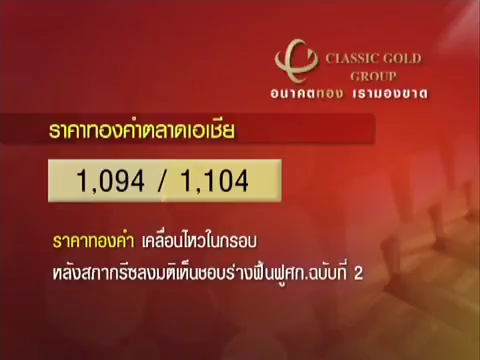 CLASSIC GOLD
GROUP
อนาคตทอง เรามองขาด
ราคาทองคำตลาดเอเชีย
1,094 / 1,104
ราคาทองคำ เคลื่อนไหวในกรอบ
หลังสภากรีซลงมติเห็นชอบร่างฟื้นฟูศก.ฉบับที่ 2